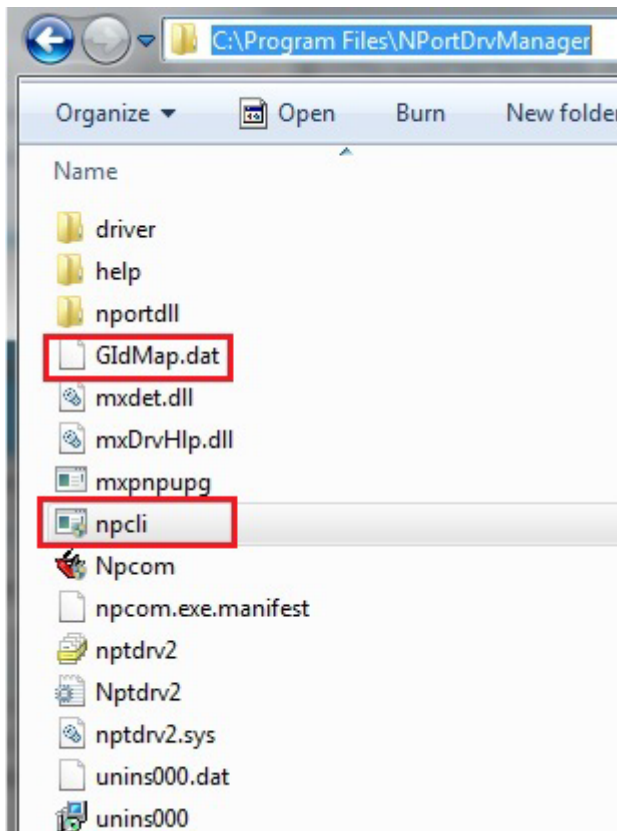 C:\Program Files\NPortDrvManager
Organize Open Burn New folder
Name
driver
help
nportdll
GIdMap.dat
mxdet.dll
mxDrvHlp.dll
mxpnpupg
npcli
Npcom
npcom.exe.manifest
nptdrv2
Nptdrv2
nptdrv2.sys
unins000.dat
unins000